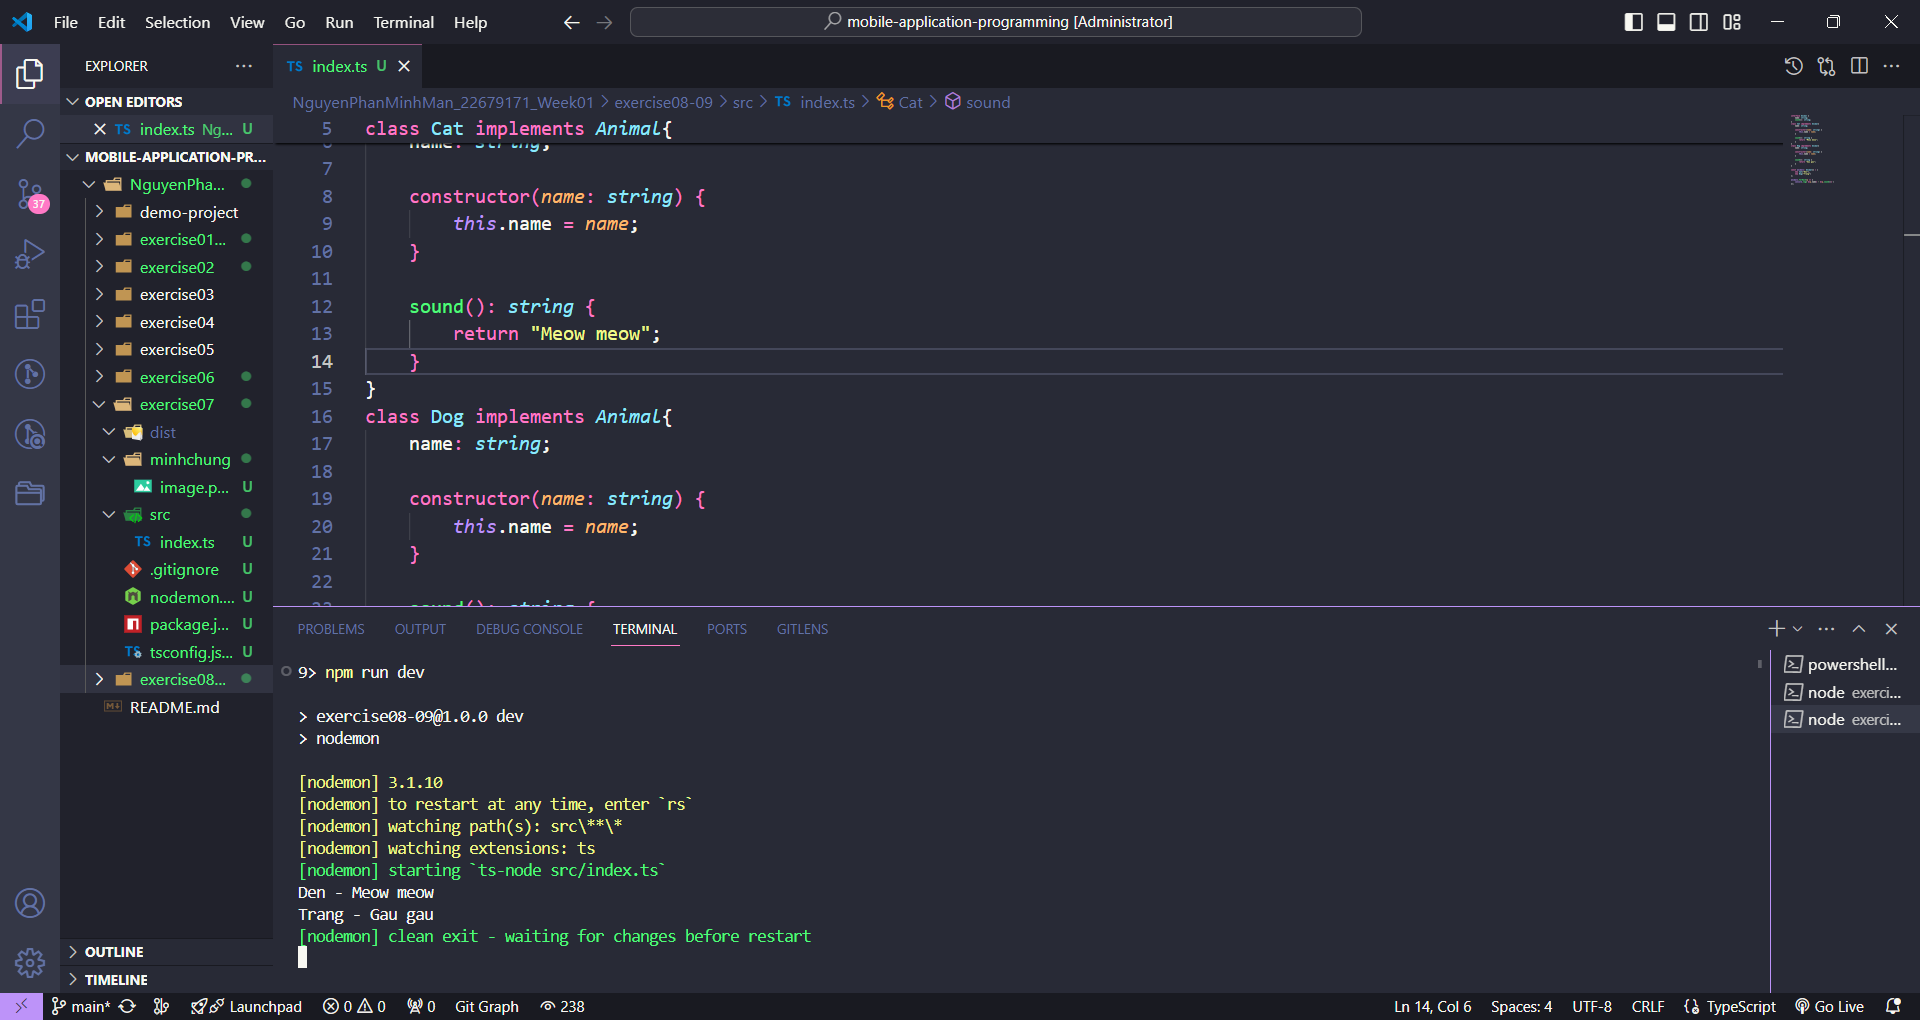 File Edit Selection View Go Run Terminal Help
mobile-application-programming [Administrator]
EXPLORER
OPEN EDITORS
TS index.ts Ng... U
MOBILE-APPLICATION-PR...
NguyenPha...
demo-project
exercise01...
exercise02
exercise03
exercise04
exercise05
exercise06
exercise07
dist
minhchung
image.p... U
src
TS index.ts U
.gitignore U
nodemon.... U
package.j... U
TS tsconfig.js... U
exercise08...
README.md
OUTLINE
TIMELINE
37
TS index.ts U
NguyenPhanMinhMan_22679171_Week01 > exercise08-09 > src > TS index.ts > Cat > sound
5 class Cat implements Animal{
name: string;
7
8 constructor(name: string) {
9 this.name = name;
10 }
11
12 sound(): string {
13 return "Meow meow";
14 }
15 }
16 class Dog implements Animal{
17 name: string;
18
19 constructor(name: string) {
20 this.name = name;
21 }
22
23 sound(): string {
PROBLEMS OUTPUT DEBUG CONSOLE TERMINAL PORTS GITLENS
9> npm run dev
> exercise08-09@1.0.0 dev
> nodemon
[nodemon] 3.1.10
[nodemon] to restart at any time, enter `rs`
[nodemon] watching path(s): src\**\*
[nodemon] watching extensions: ts
[nodemon] starting `ts-node src/index.ts`
Den - Meow meow
Trang - Gau gau
[nodemon] clean exit - waiting for changes before restart
powershell...
node exerci...
node exerci...
main* Launchpad 0 0 0 Git Graph 238
Ln 14, Col 6 Spaces: 4 UTF-8 CRLF {} TypeScript Go Live